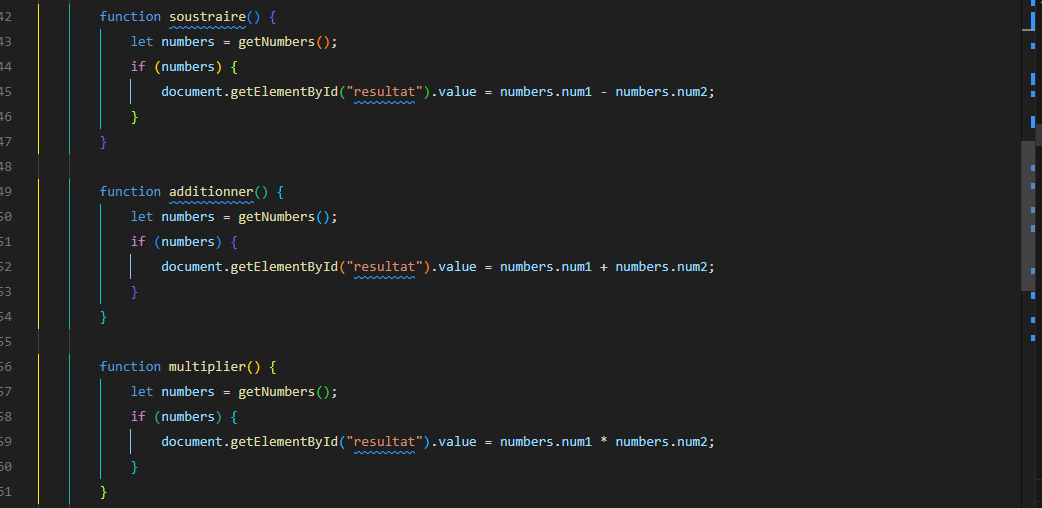 42 function soustraire() {
43 let numbers = getNumbers();
44 if (numbers) {
45 document.getElementById("resultat").value = numbers.num1 - numbers.num2;
46 }
47 }
48
49 function additionner() {
50 let numbers = getNumbers();
51 if (numbers) {
52 document.getElementById("resultat").value = numbers.num1 + numbers.num2;
53 }
54 }
55
56 function multiplier() {
57 let numbers = getNumbers();
58 if (numbers) {
59 document.getElementById("resultat").value = numbers.num1 * numbers.num2;
60 }
61 }